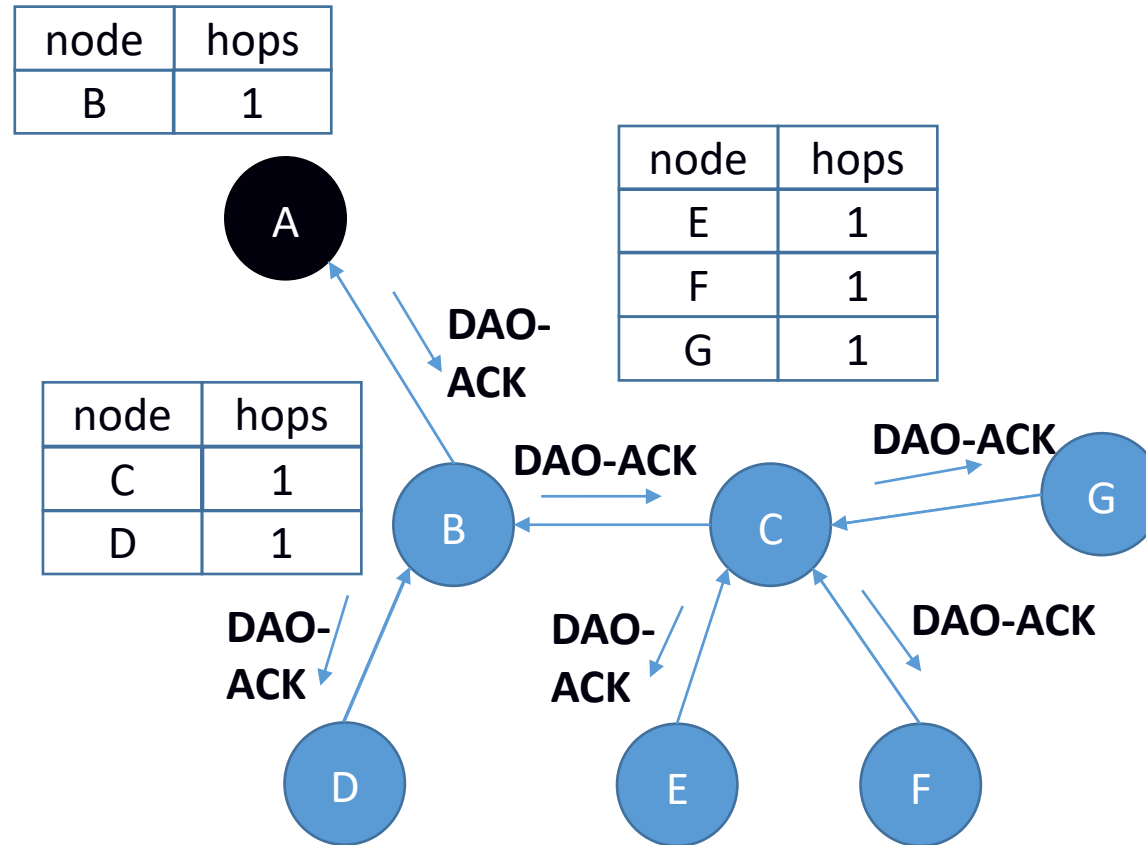 node hops
B 1
A
node hops
E 1
F 1
G 1
DAO-
ACK
node hops
C 1
D 1
DAO-ACK
DAO-ACK
B
C
G
DAO-
ACK
DAO-
ACK
DAO-ACK
D
E
F